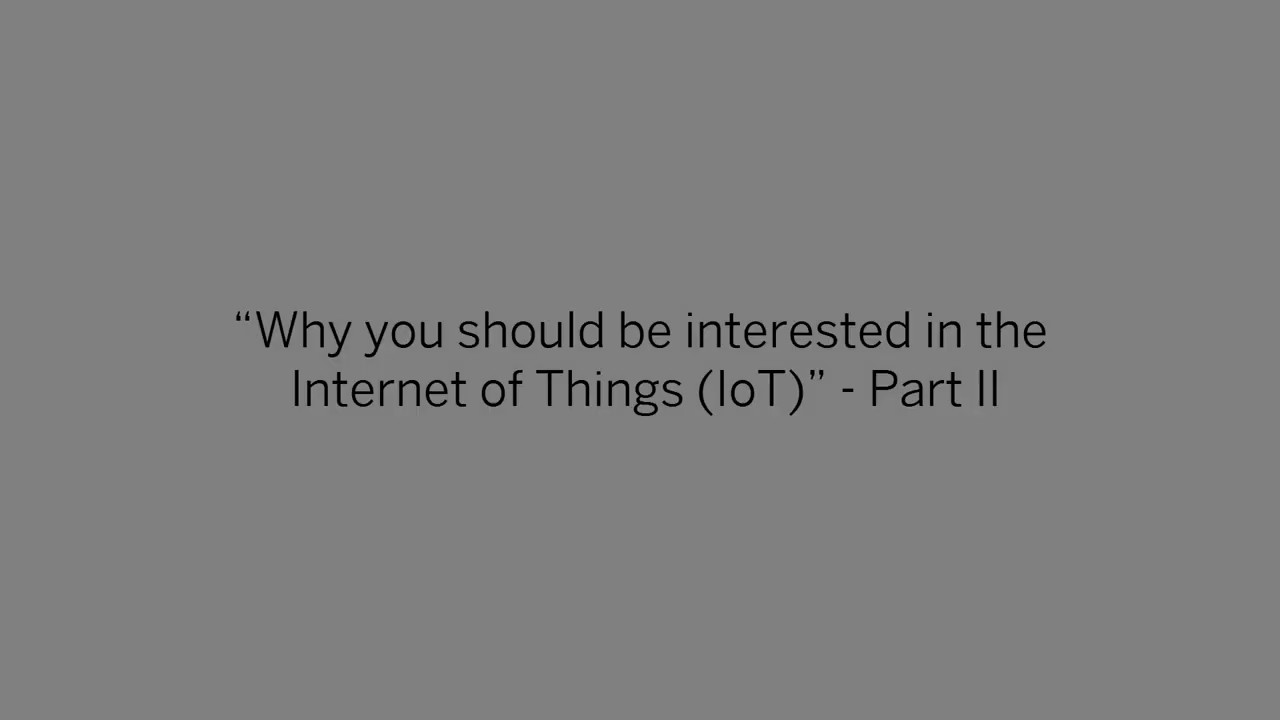 “Why you should be interested in the
Internet of Things (IoT)” - Part II